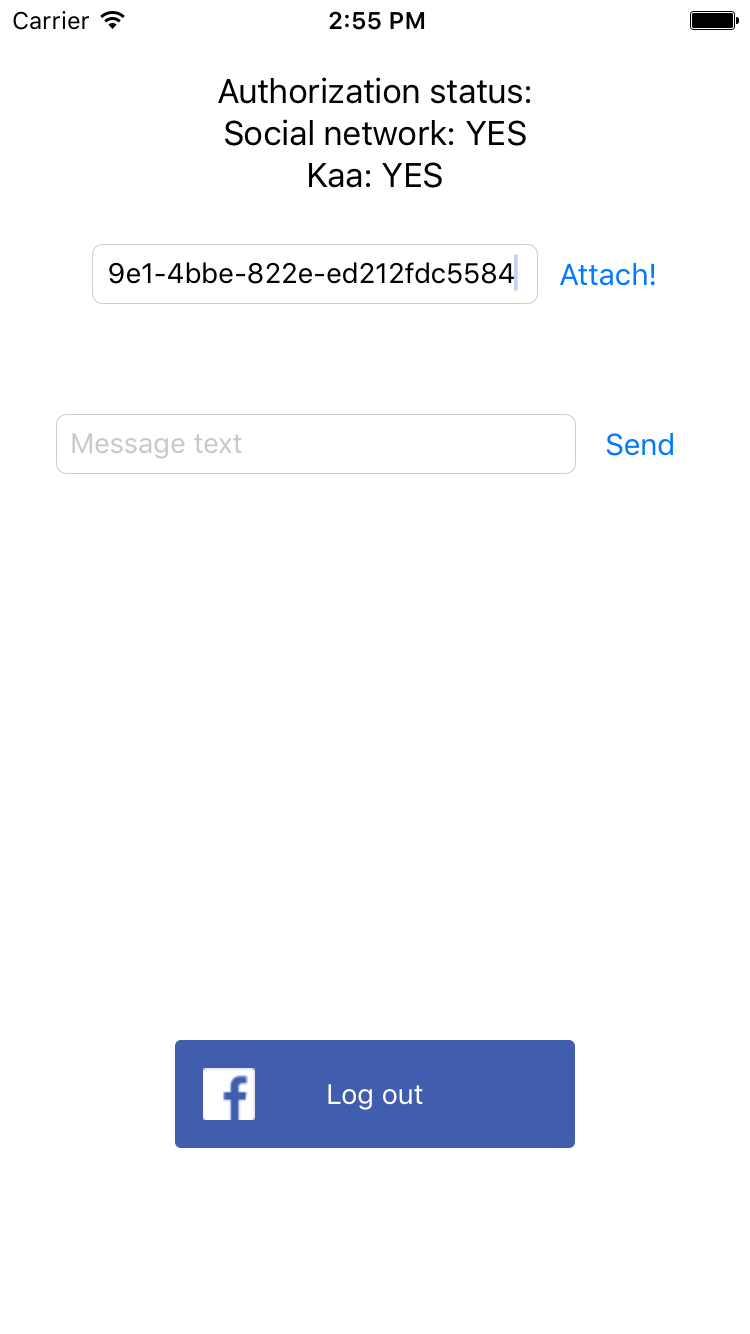 Carrier 2:55 PM
Authorization status:
Social network: YES
Kaa: YES
9e1-4bbe-822e-ed212fdc5584 Attach!
Message text Send
f Log out